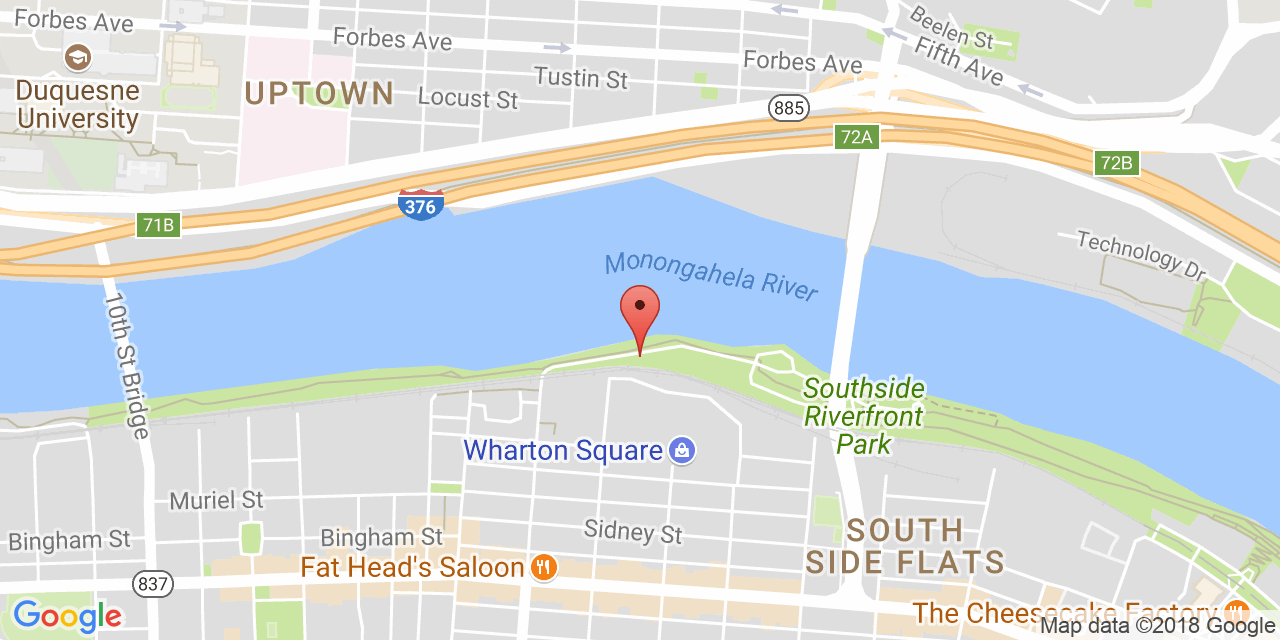 Forbes Ave
Forbes Ave
Forbes Ave
Beelen St
Fifth Ave
Duquesne
University
UPTOWN
Tustin St
Locust St
885
72A
72B
376
71B
Technology Dr
Monongahela River
10th St Bridge
Southside
Riverfront
Park
Wharton Square
Muriel St
Bingham St
Bingham St
Sidney St
SOUTH
SIDE FLATS
Fat Head's Saloon
837
The Cheesecake Factory
Google
Map data ©2018 Google